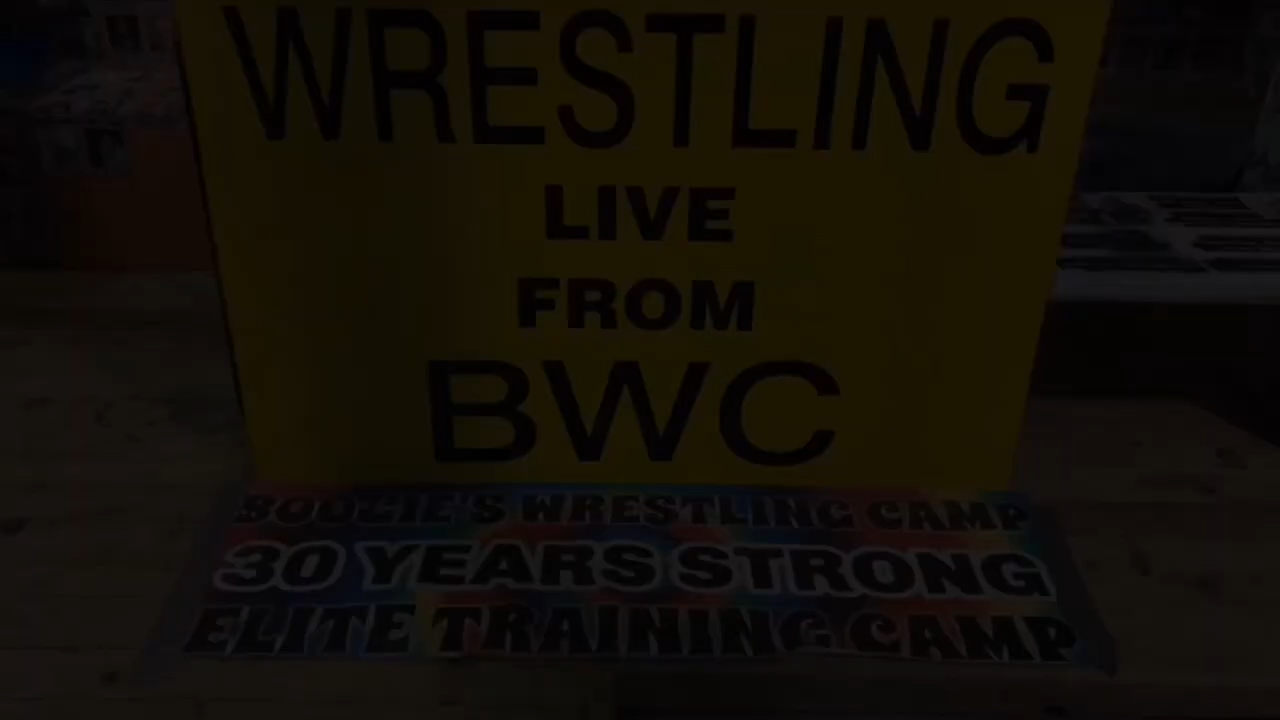 WRESTLING
LIVE
FROM
BWC
BOOGIE'S WRESTLING CAMP
30 YEARS STRONG
ELITE TRAINING CAMP